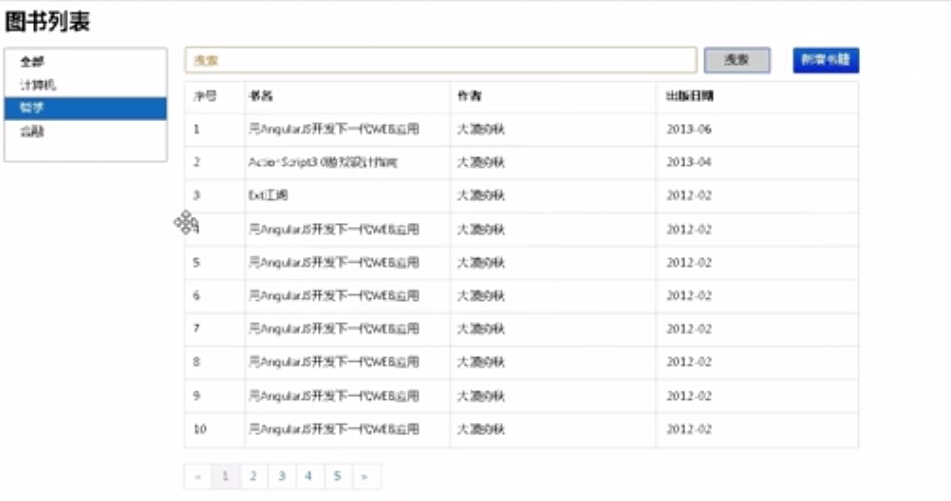 图书列表
全部
计算机
哲学
金融
搜索 搜索 新增书籍
序号 书名 作者 出版日期
1 用AngularJS开发下一代WEB应用 大漠穷秋 2013-06
2 ActionScript3.0游戏设计指南 大漠穷秋 2013-04
3 Ext江湖 大漠穷秋 2012-02
4 用AngularJS开发下一代WEB应用 大漠穷秋 2012-02
5 用AngularJS开发下一代WEB应用 大漠穷秋 2012-02
6 用AngularJS开发下一代WEB应用 大漠穷秋 2012-02
7 用AngularJS开发下一代WEB应用 大漠穷秋 2012-02
8 用AngularJS开发下一代WEB应用 大漠穷秋 2012-02
9 用AngularJS开发下一代WEB应用 大漠穷秋 2012-02
10 用AngularJS开发下一代WEB应用 大漠穷秋 2012-02
« 1 2 3 4 5 »